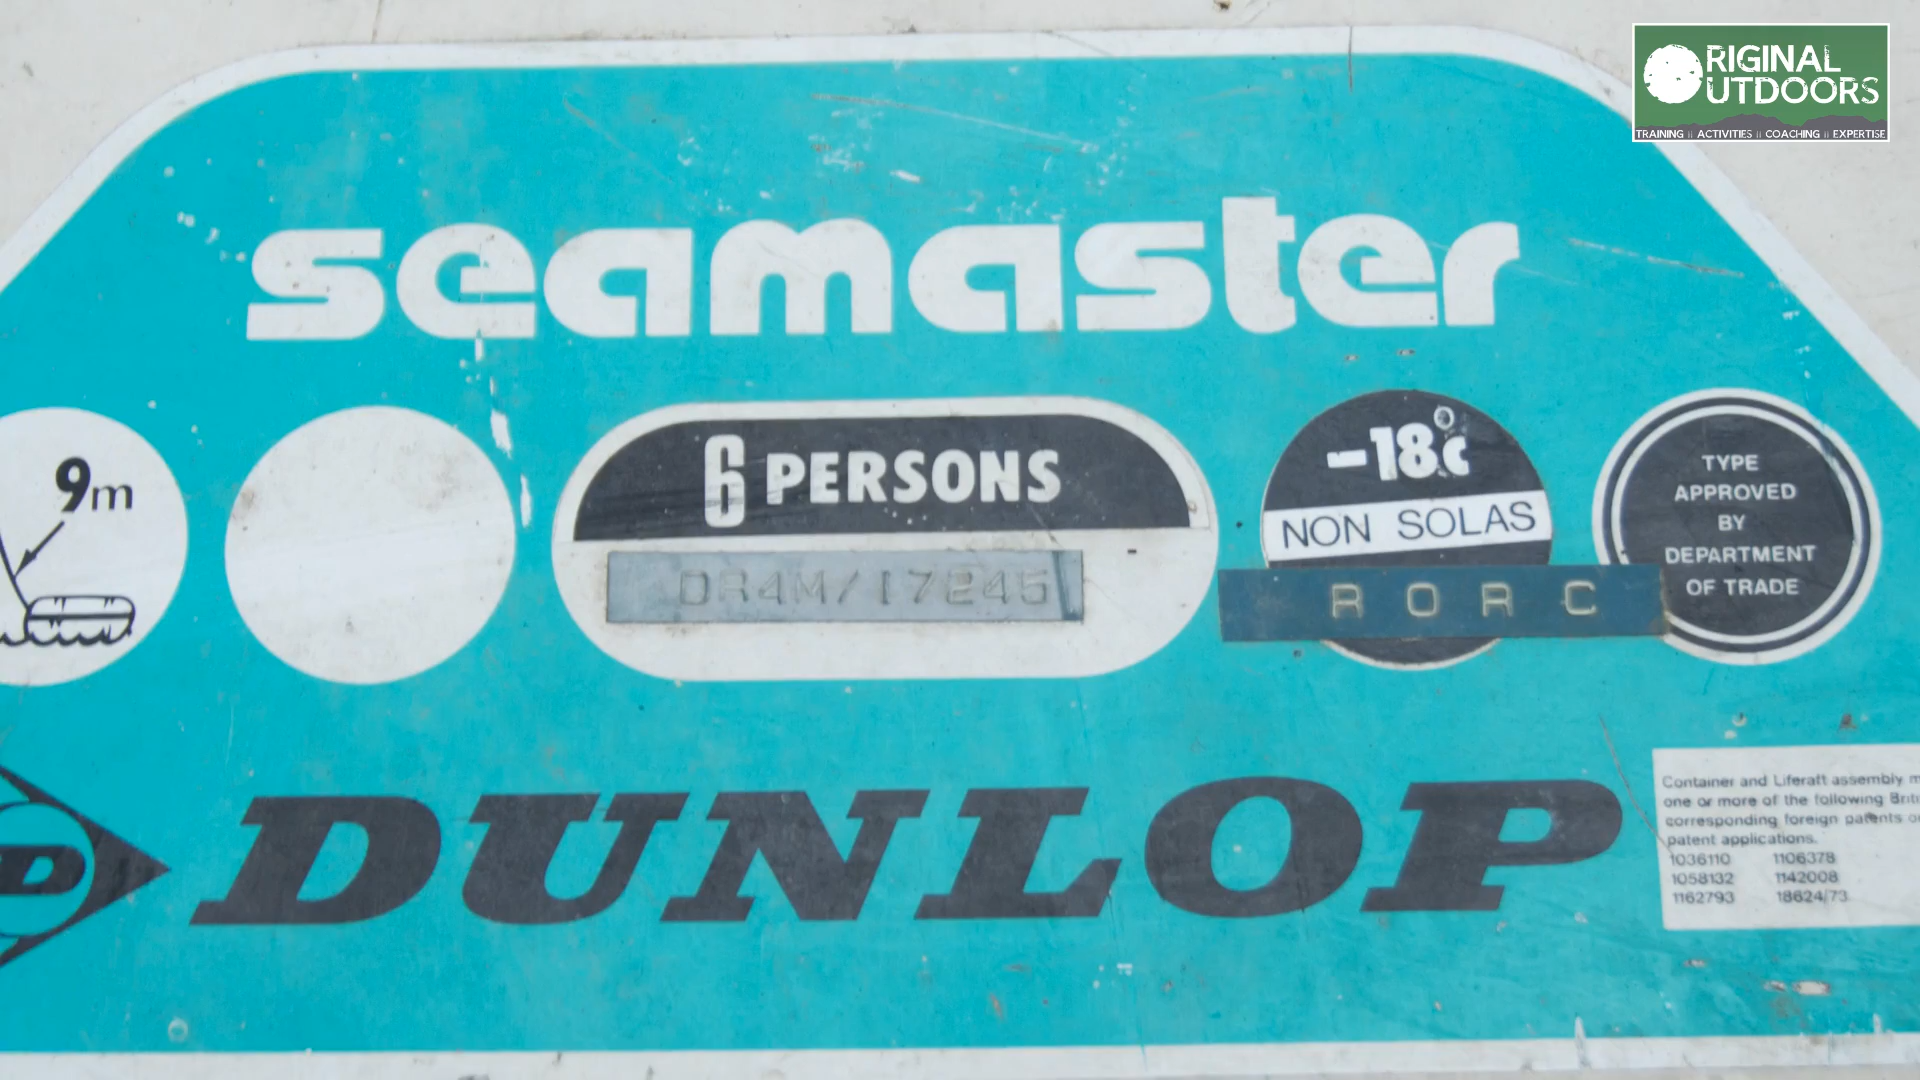 RIGINAL
UTDOORS
TRAINING :: ACTIVITIES :: COACHING :: EXPERTISE
seamaster
9m
6 PERSONS
DR4M/17245
-18°c
NON SOLAS
RORC
TYPE
APPROVED
BY
DEPARTMENT
OF TRADE
DUNLOP
Container and Liferaft assembly
one or more of the following
corresponding foreign patents
patent applications.
1036110 1106378
1058132 1142008
1162793 18624/73